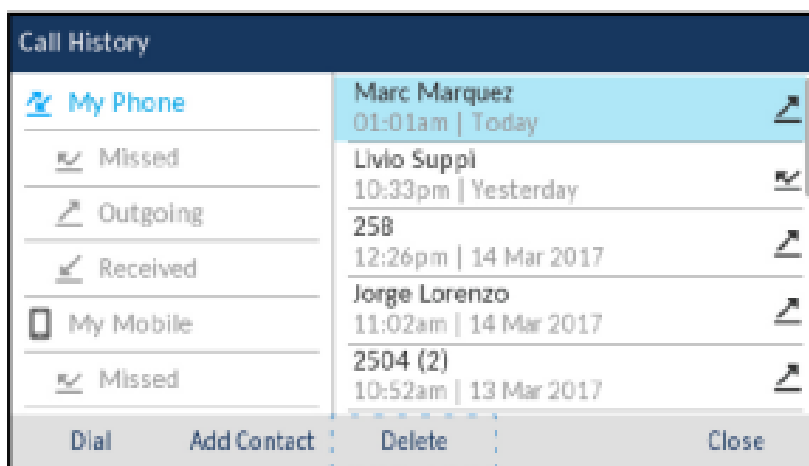 Call History
My Phone
Missed
Outgoing
Received
My Mobile
Missed
Marc Marquez
01:01am | Today
Livio Suppi
10:33pm | Yesterday
258
12:26pm | 14 Mar 2017
Jorge Lorenzo
11:02am | 14 Mar 2017
2504 (2)
10:52am | 13 Mar 2017
Dial Add Contact Delete Close